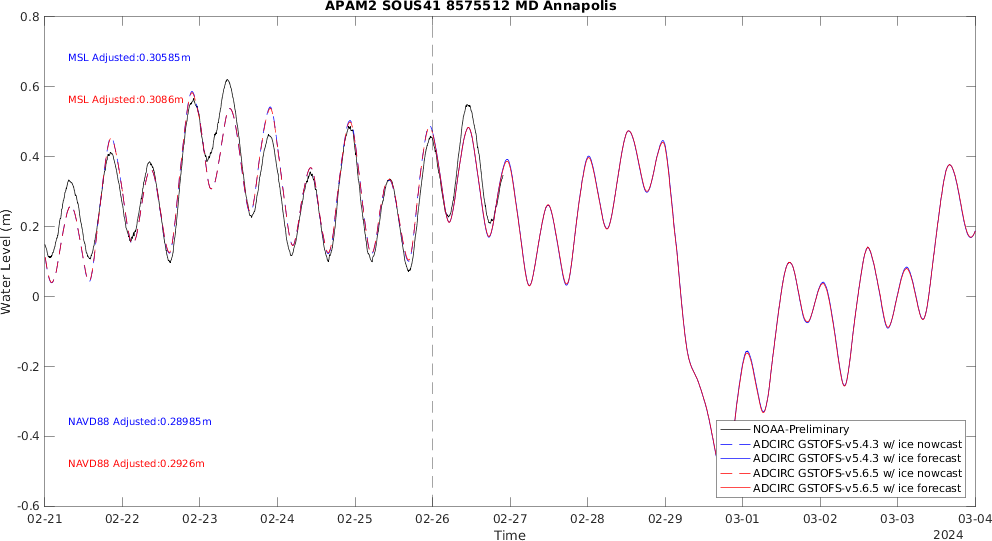 APAM2 SOUS41 8575512 MD Annapolis
0.8
0.6
0.4
0.2
0
-0.2
-0.4
-0.6
Water Level (m)
MSL Adjusted:0.30585m
MSL Adjusted:0.3086m
NAVD88 Adjusted:0.28985m
NAVD88 Adjusted:0.2926m
NOAA-Preliminary
ADCIRC GSTOFS-v5.4.3 w/ ice nowcast
ADCIRC GSTOFS-v5.4.3 w/ ice forecast
ADCIRC GSTOFS-v5.6.5 w/ ice nowcast
ADCIRC GSTOFS-v5.6.5 w/ ice forecast
02-21 02-22 02-23 02-24 02-25 02-26 02-27 02-28 02-29 03-01 03-02 03-03 03-04
Time
2024